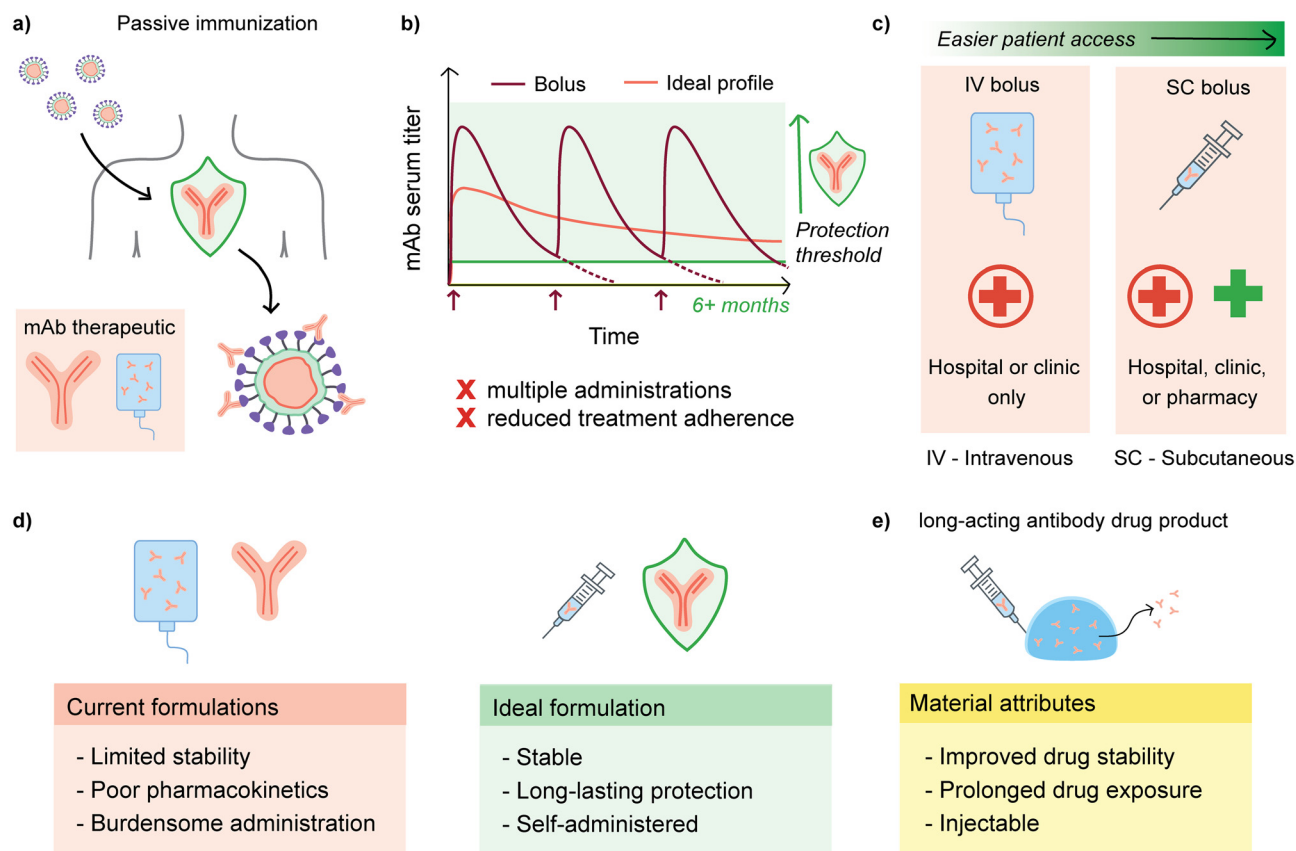 a)
Passive immunization
mAb therapeutic
b)
Bolus
Ideal profile
mAb serum titer
Protection
threshold
6+ months
Time
X multiple administrations
X reduced treatment adherence
c)
Easier patient access
IV bolus
SC bolus
Hospital or clinic
only
Hospital, clinic,
or pharmacy
IV - Intravenous
SC - Subcutaneous
d)
Current formulations
- Limited stability
- Poor pharmacokinetics
- Burdensome administration
Ideal formulation
- Stable
- Long-lasting protection
- Self-administered
e)
long-acting antibody drug product
Material attributes
- Improved drug stability
- Prolonged drug exposure
- Injectable